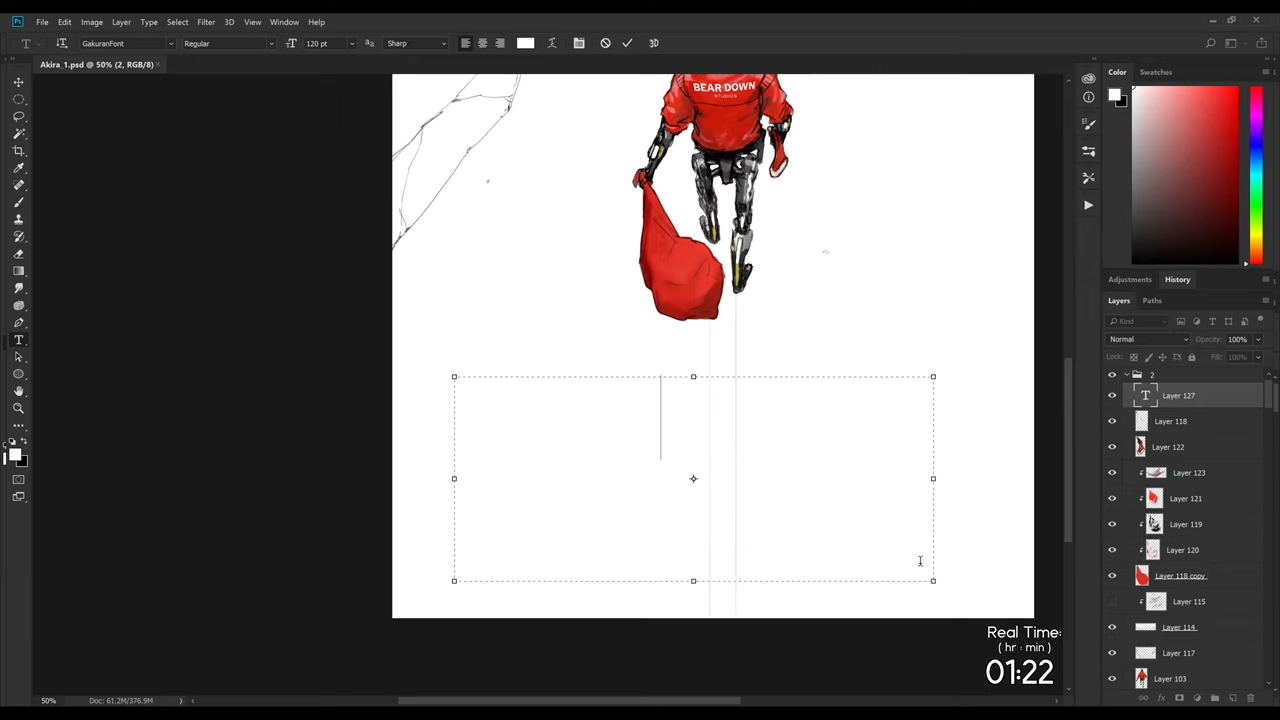 Ps File Edit Image Layer Type Select Filter 3D View Window Help
T GakuranFont Regular 120 pt Sharp 3D
Akira_1.psd @ 50% (2, RGB/8)
BEAR DOWN
STUDIOS
Color Swatches
Adjustments History
Layers Paths
Kind
Normal Opacity: 100%
Lock: Fill: 100%
2
T Layer 127
Layer 118
Layer 122
Layer 123
Layer 121
Layer 119
Layer 120
Layer 118 copy
Layer 115
Layer 114
Layer 117
Layer 103
Real Time:
( hr : min )
01:22
50% Doc: 61.2M/376.9M